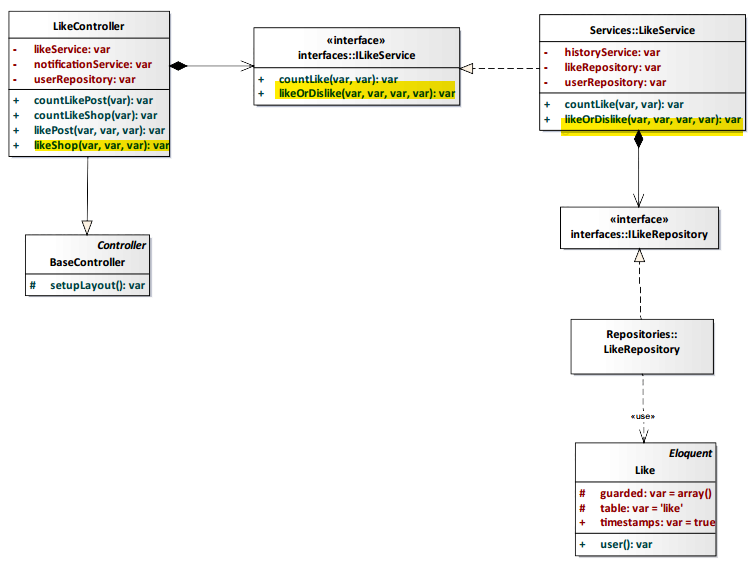 LikeController
- likeService: var
- notificationService: var
- userRepository: var
+ countLikePost(var): var
+ countLikeShop(var): var
+ likePost(var, var, var): var
+ likeShop(var, var, var): var
«interface»
interfaces::ILikeService
+ countLike(var, var): var
+ likeOrDislike(var, var, var, var): var
Services::LikeService
- historyService: var
- likeRepository: var
- userRepository: var
+ countLike(var, var): var
+ likeOrDislike(var, var, var, var): var
Controller
BaseController
# setupLayout(): var
«interface»
interfaces::ILikeRepository
Repositories::
LikeRepository
«use»
Eloquent
Like
# guarded: var = array()
# table: var = 'like'
+ timestamps: var = true
+ user(): var